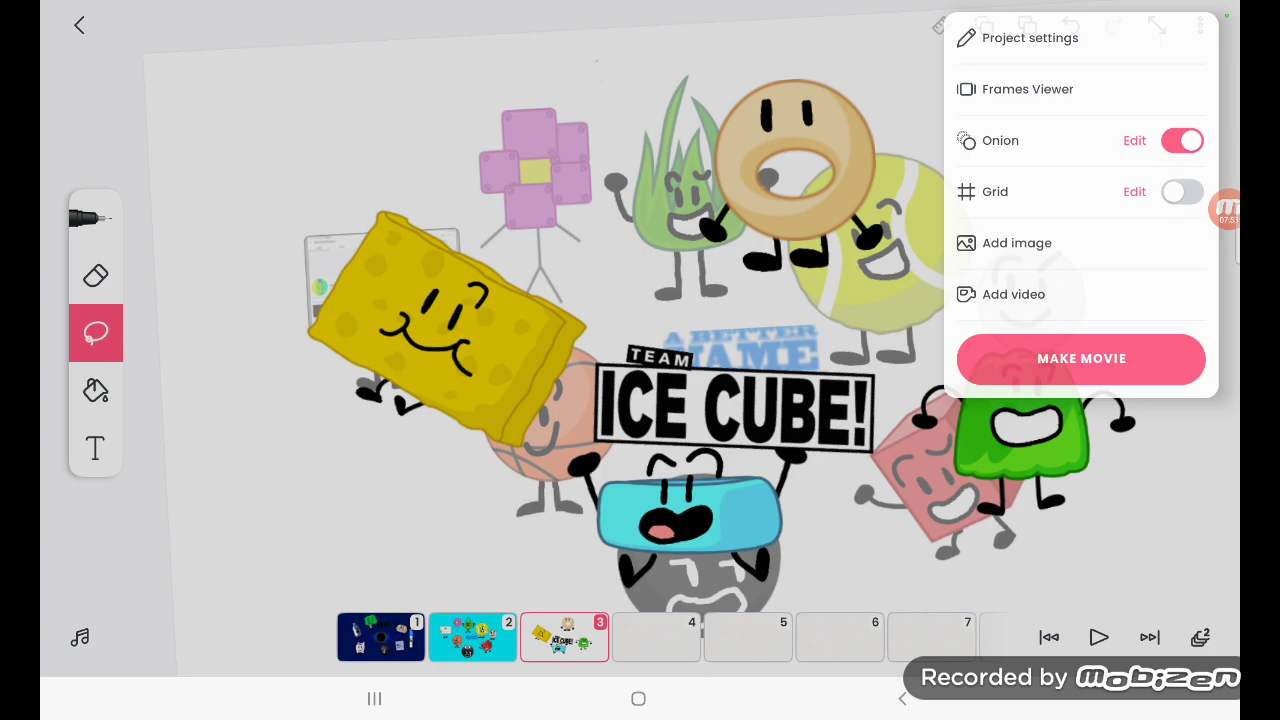 Project settings
Frames Viewer
Onion Edit
Grid Edit
Add image
Add video
MAKE MOVIE
A BETTER
NAME
TEAM
ICE CUBE!
T
1
2
3
4
5
6
7
2
Recorded by mobizen